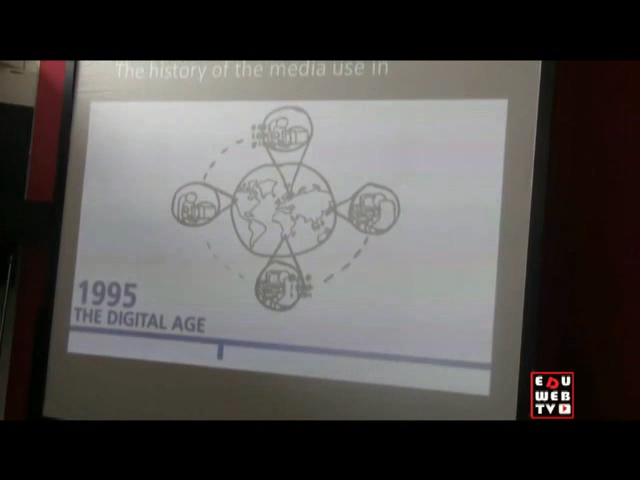 The history of the media use in
1995
THE DIGITAL AGE
EDU
WEB
TV